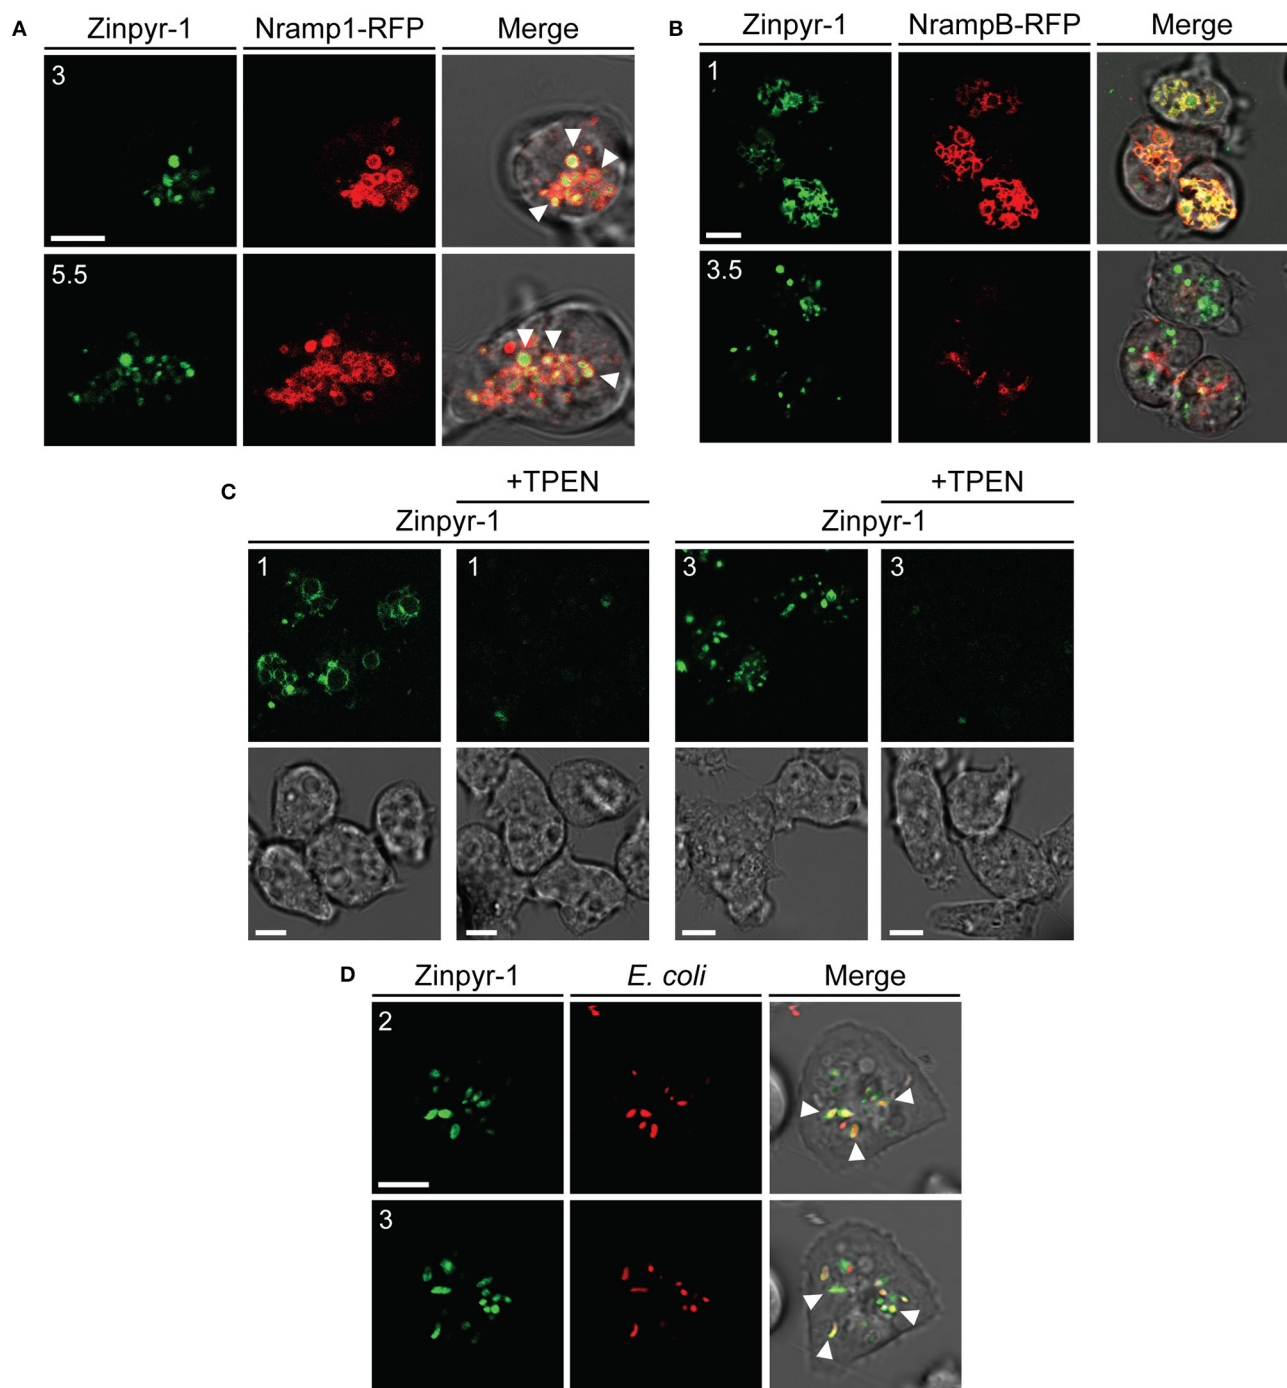 A
Zinpyr-1 Nramp1-RFP Merge
3
5.5
B
Zinpyr-1 NrampB-RFP Merge
1
3.5
C
+TPEN +TPEN
Zinpyr-1 Zinpyr-1
1 1 3 3
D
Zinpyr-1 E. coli Merge
2
3